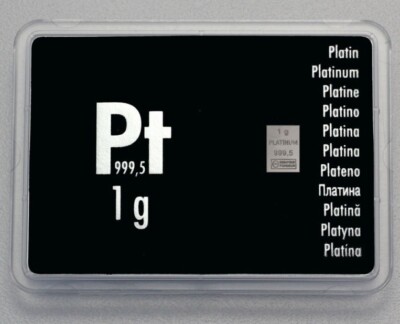 Pt
999,5
1 g
1 g
PLATINUM
999,5
Platin
Platinum
Platine
Platino
Platina
Platina
Plateno
Платина
Platină
Platyna
Platina